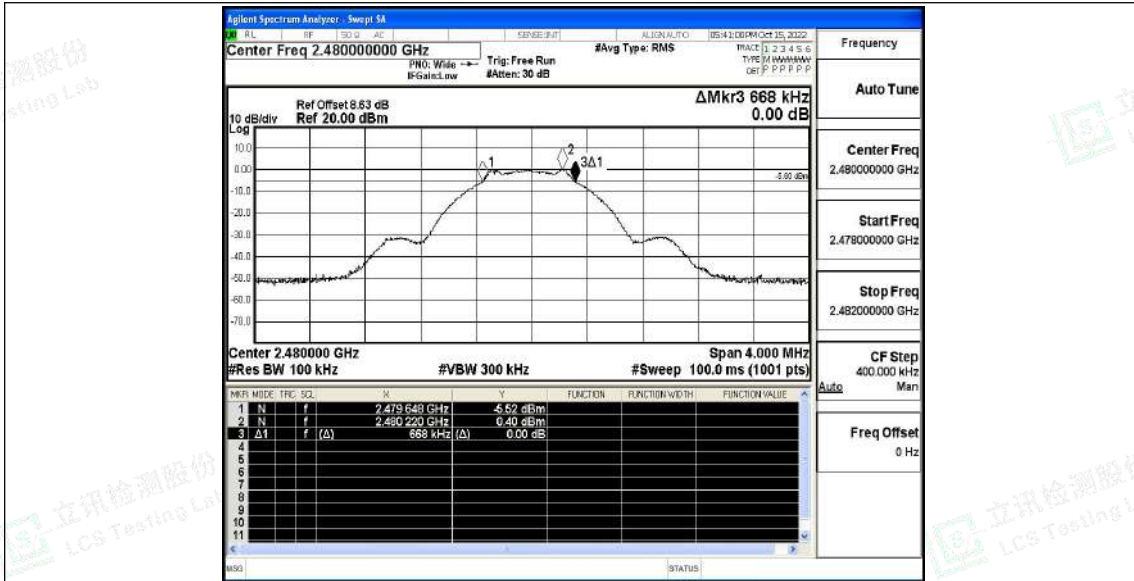 Agilent Spectrum Analyzer - Swept SA
RL RF 50 Ω AC SENSE:INT ALIGN AUTO 05:41:00 PM Oct 15, 2022
Center Freq 2.480000000 GHz
PNO: Wide
IFGain:Low
Trig: Free Run
#Atten: 30 dB
#Avg Type: RMS
TRACE 1 2 3 4 5 6
TYPE M WWWWW
DET P P P P P P
Frequency
Auto Tune
Center Freq
2.480000000 GHz
Start Freq
2.478000000 GHz
Stop Freq
2.482000000 GHz
CF Step
400.000 kHz
Auto Man
Freq Offset
0 Hz
ΔMkr3 668 kHz
0.00 dB
Ref Offset 8.63 dB
10 dB/div Ref 20.00 dBm
Log
10.0
0.00
-10.0
-20.0
-30.0
-40.0
-50.0
-60.0
-70.0
1
2
3Δ1
-5.60 dBm
Center 2.480000 GHz Span 4.000 MHz
#Res BW 100 kHz #VBW 300 kHz #Sweep 100.0 ms (1001 pts)
MKR MODE TRC SCL X Y FUNCTION FUNCTION WIDTH FUNCTION VALUE
1 N f 2.479 648 GHz -5.52 dBm
2 N f 2.480 220 GHz 0.40 dBm
3 Δ1 f (Δ) 668 kHz (Δ) 0.00 dB
4
5
6
7
8
9
10
11
MSG STATUS
立讯检测股份
LCS Testing Lab
立讯检测股份